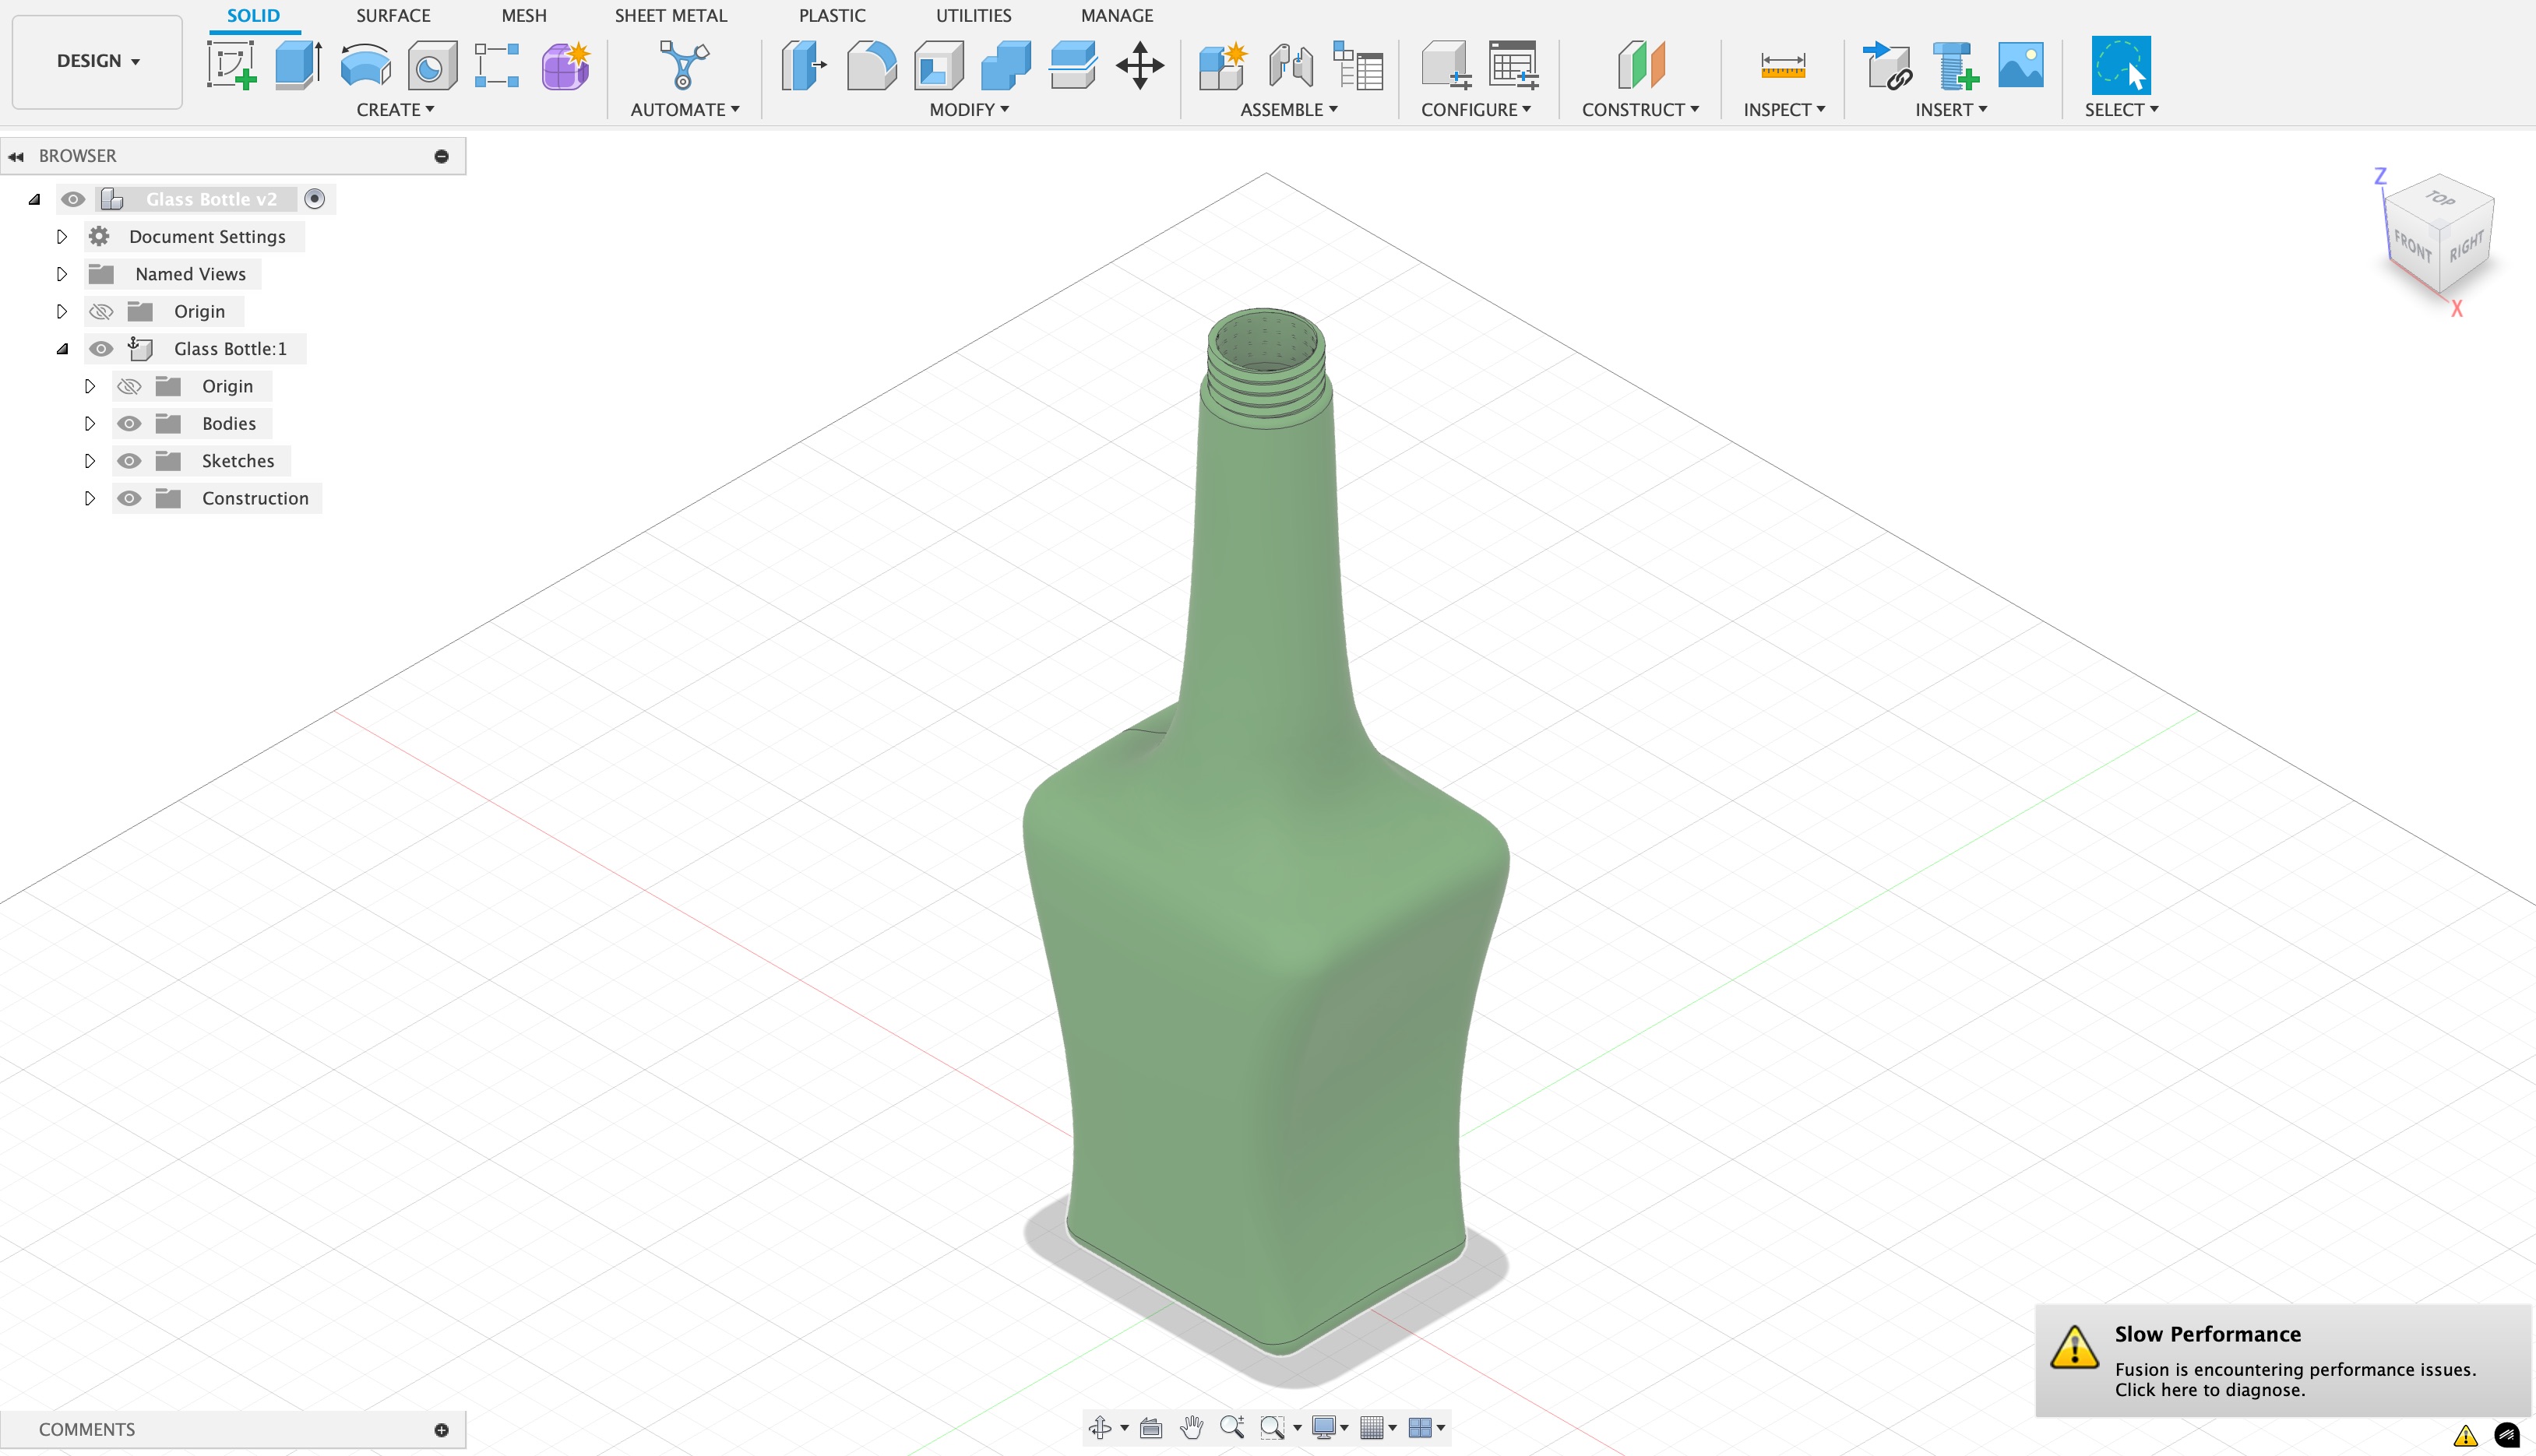 DESIGN
SOLID
SURFACE
MESH
SHEET METAL
PLASTIC
UTILITIES
MANAGE
CREATE
AUTOMATE
MODIFY
ASSEMBLE
CONFIGURE
CONSTRUCT
INSPECT
INSERT
SELECT
BROWSER
Glass Bottle v2
Document Settings
Named Views
Origin
Glass Bottle:1
Origin
Bodies
Sketches
Construction
Z
TOP
FRONT
RIGHT
X
Slow Performance
Fusion is encountering performance issues.
Click here to diagnose.
COMMENTS